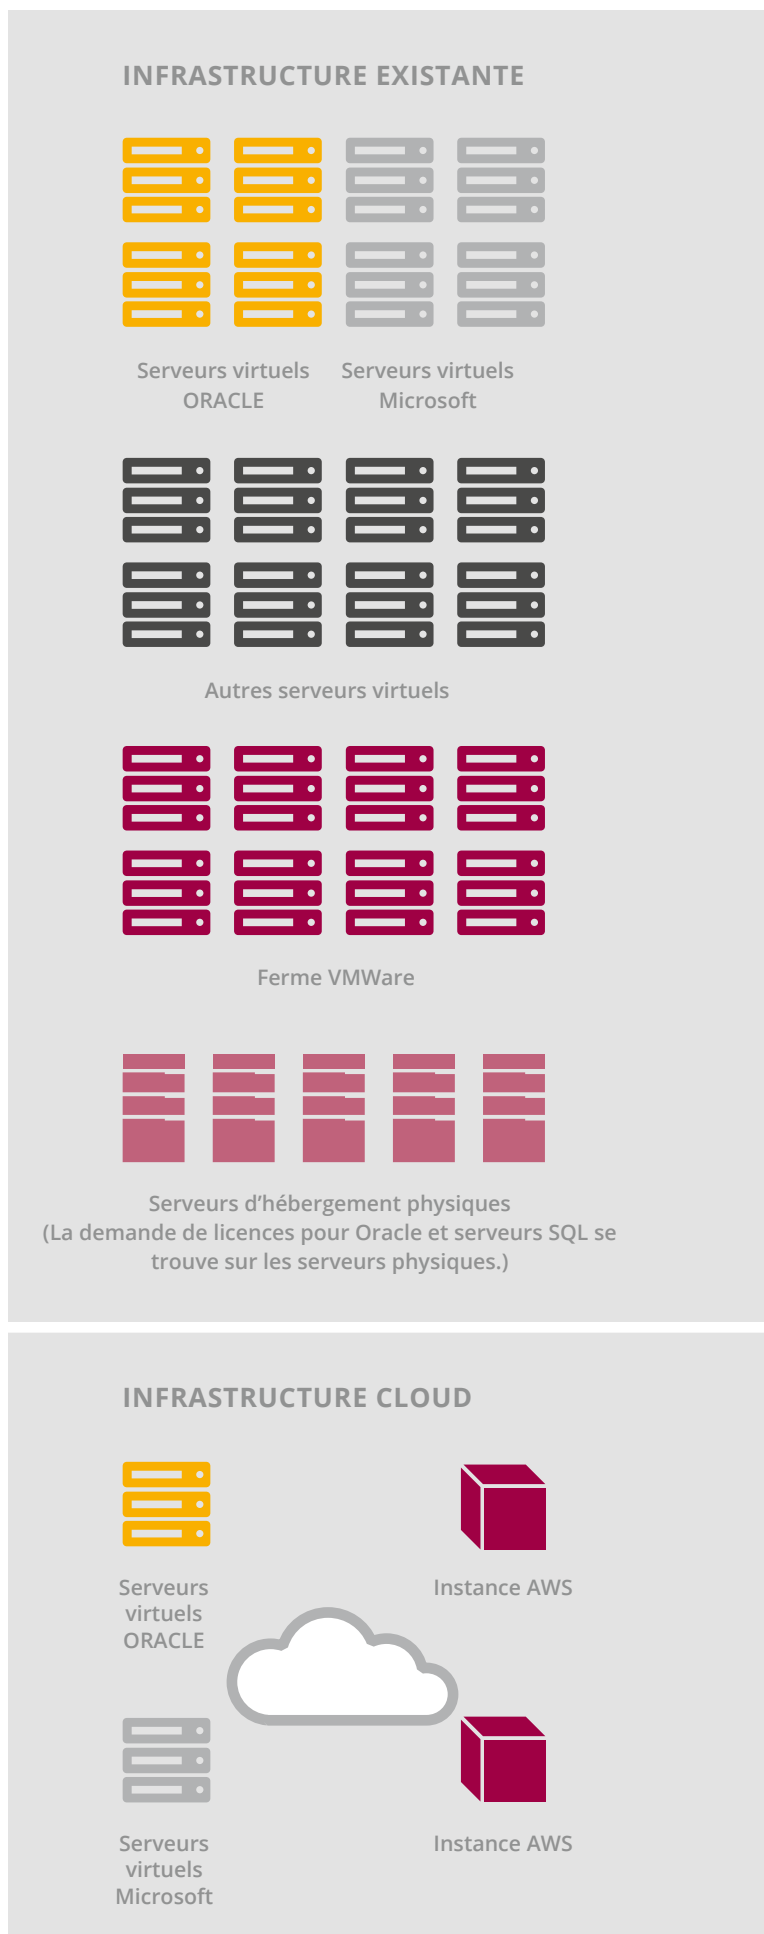 INFRASTRUCTURE EXISTANTE
Serveurs virtuels
ORACLE
Serveurs virtuels
Microsoft
Autres serveurs virtuels
Ferme VMWare
Serveurs d’hébergement physiques
(La demande de licences pour Oracle et serveurs SQL se
trouve sur les serveurs physiques.)
INFRASTRUCTURE CLOUD
Serveurs
virtuels
ORACLE
Instance AWS
Serveurs
virtuels
Microsoft
Instance AWS